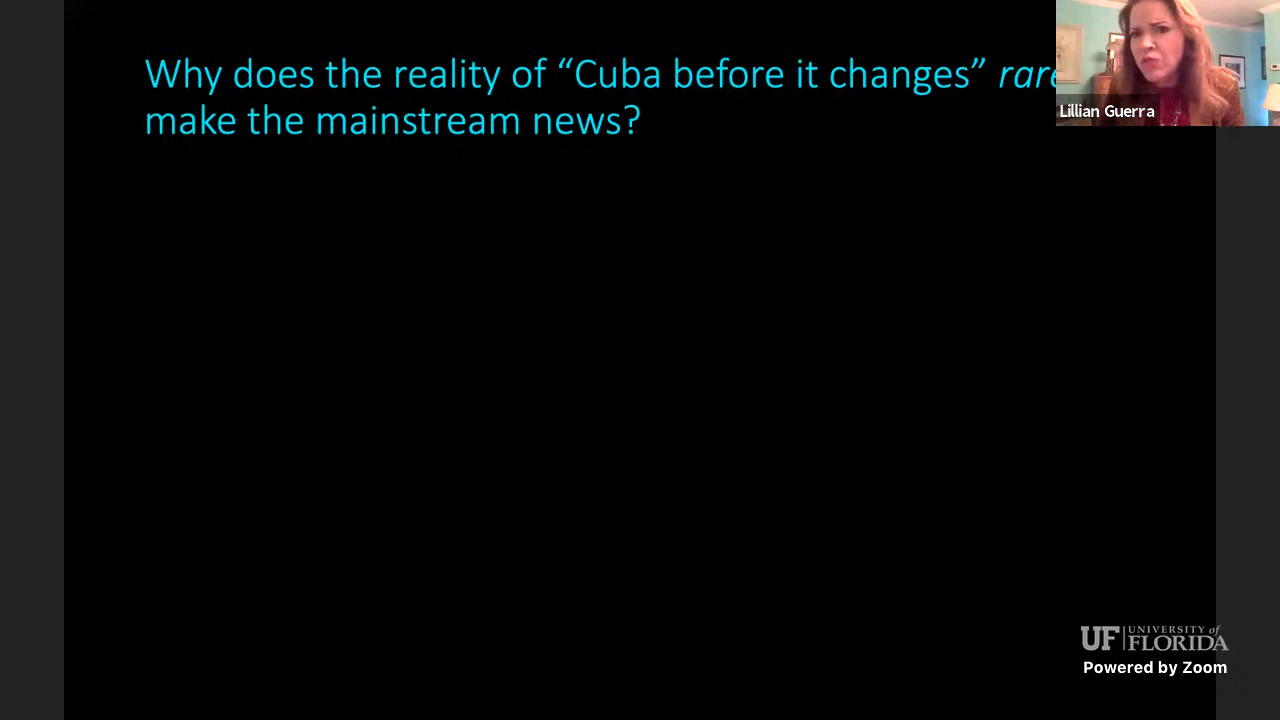 Why does the reality of “Cuba before it changes”
make the mainstream news?
Lillian Guerra
UF UNIVERSITY of
FLORIDA
Powered by Zoom